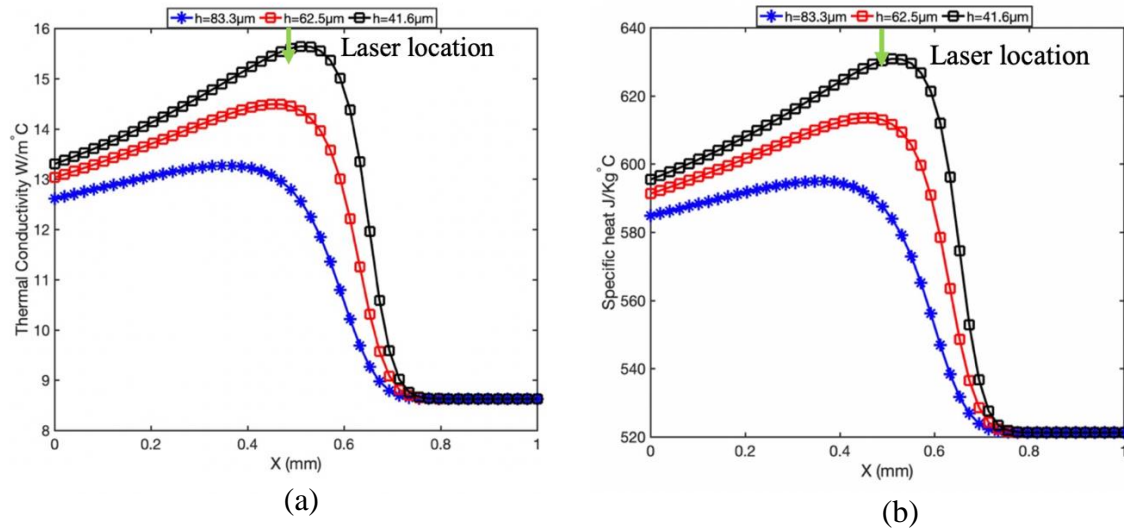 h=83.3µm h=62.5µm h=41.6µm
Laser location
Thermal Conductivity W/m°C
16
15
14
13
12
11
10
9
8
0 0.2 0.4 0.6 0.8 1
X (mm)
(a)
h=83.3µm h=62.5µm h=41.6µm
Laser location
Specific heat J/Kg°C
640
620
600
580
560
540
520
0 0.2 0.4 0.6 0.8 1
X (mm)
(b)